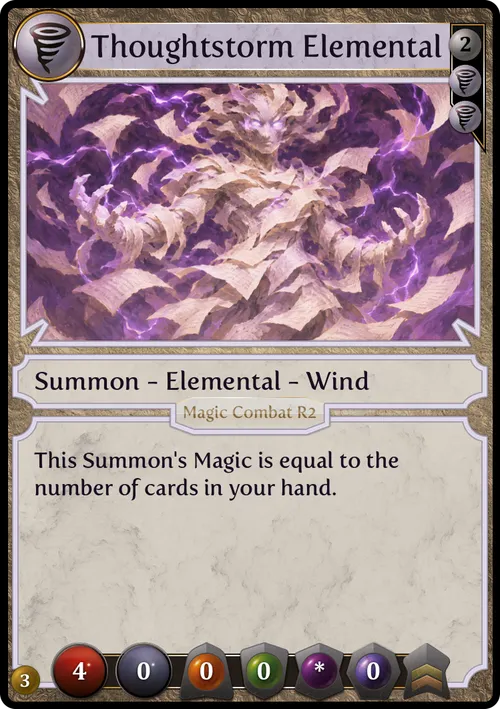 Thoughtstorm Elemental
2
Summon - Elemental - Wind
Magic Combat R2
This Summon's Magic is equal to the
number of cards in your hand.
3
4*
0*
0
0
*
0